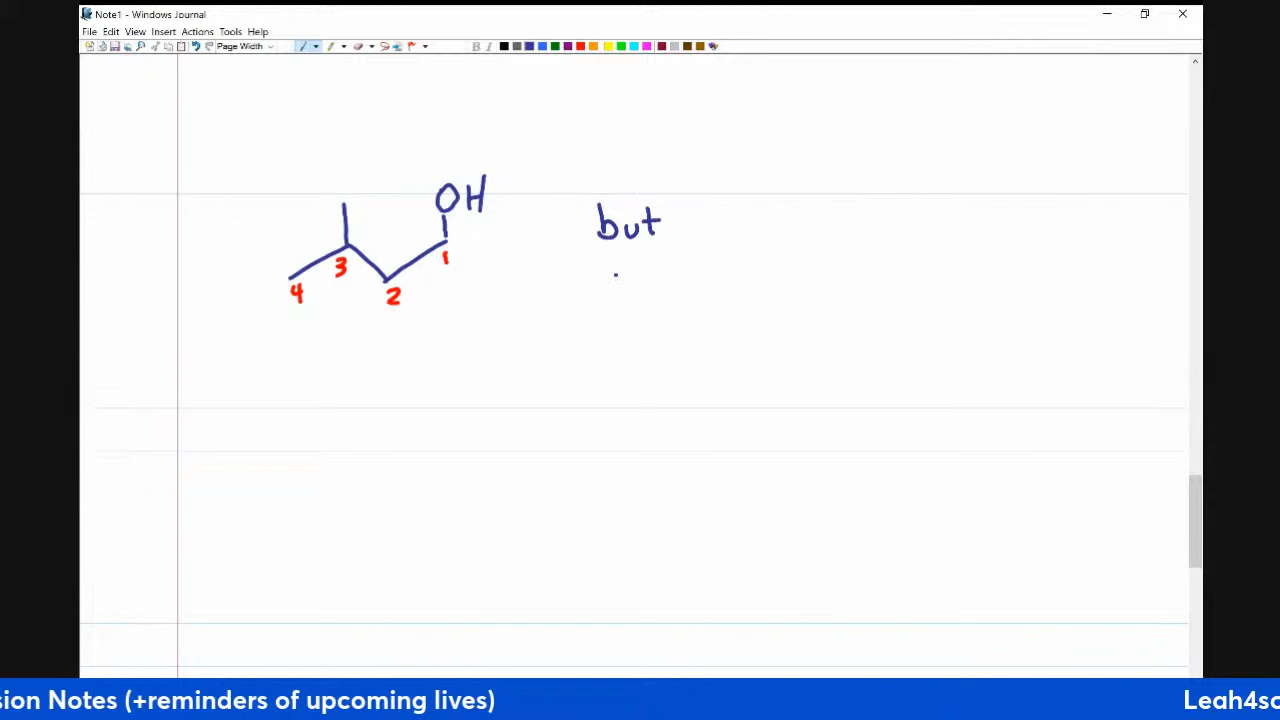 Note1 - Windows Journal
File Edit View Insert Actions Tools Help
Page Width
B I
OH
but
3
1
4
2
sion Notes (+reminders of upcoming lives)
Leah4sc